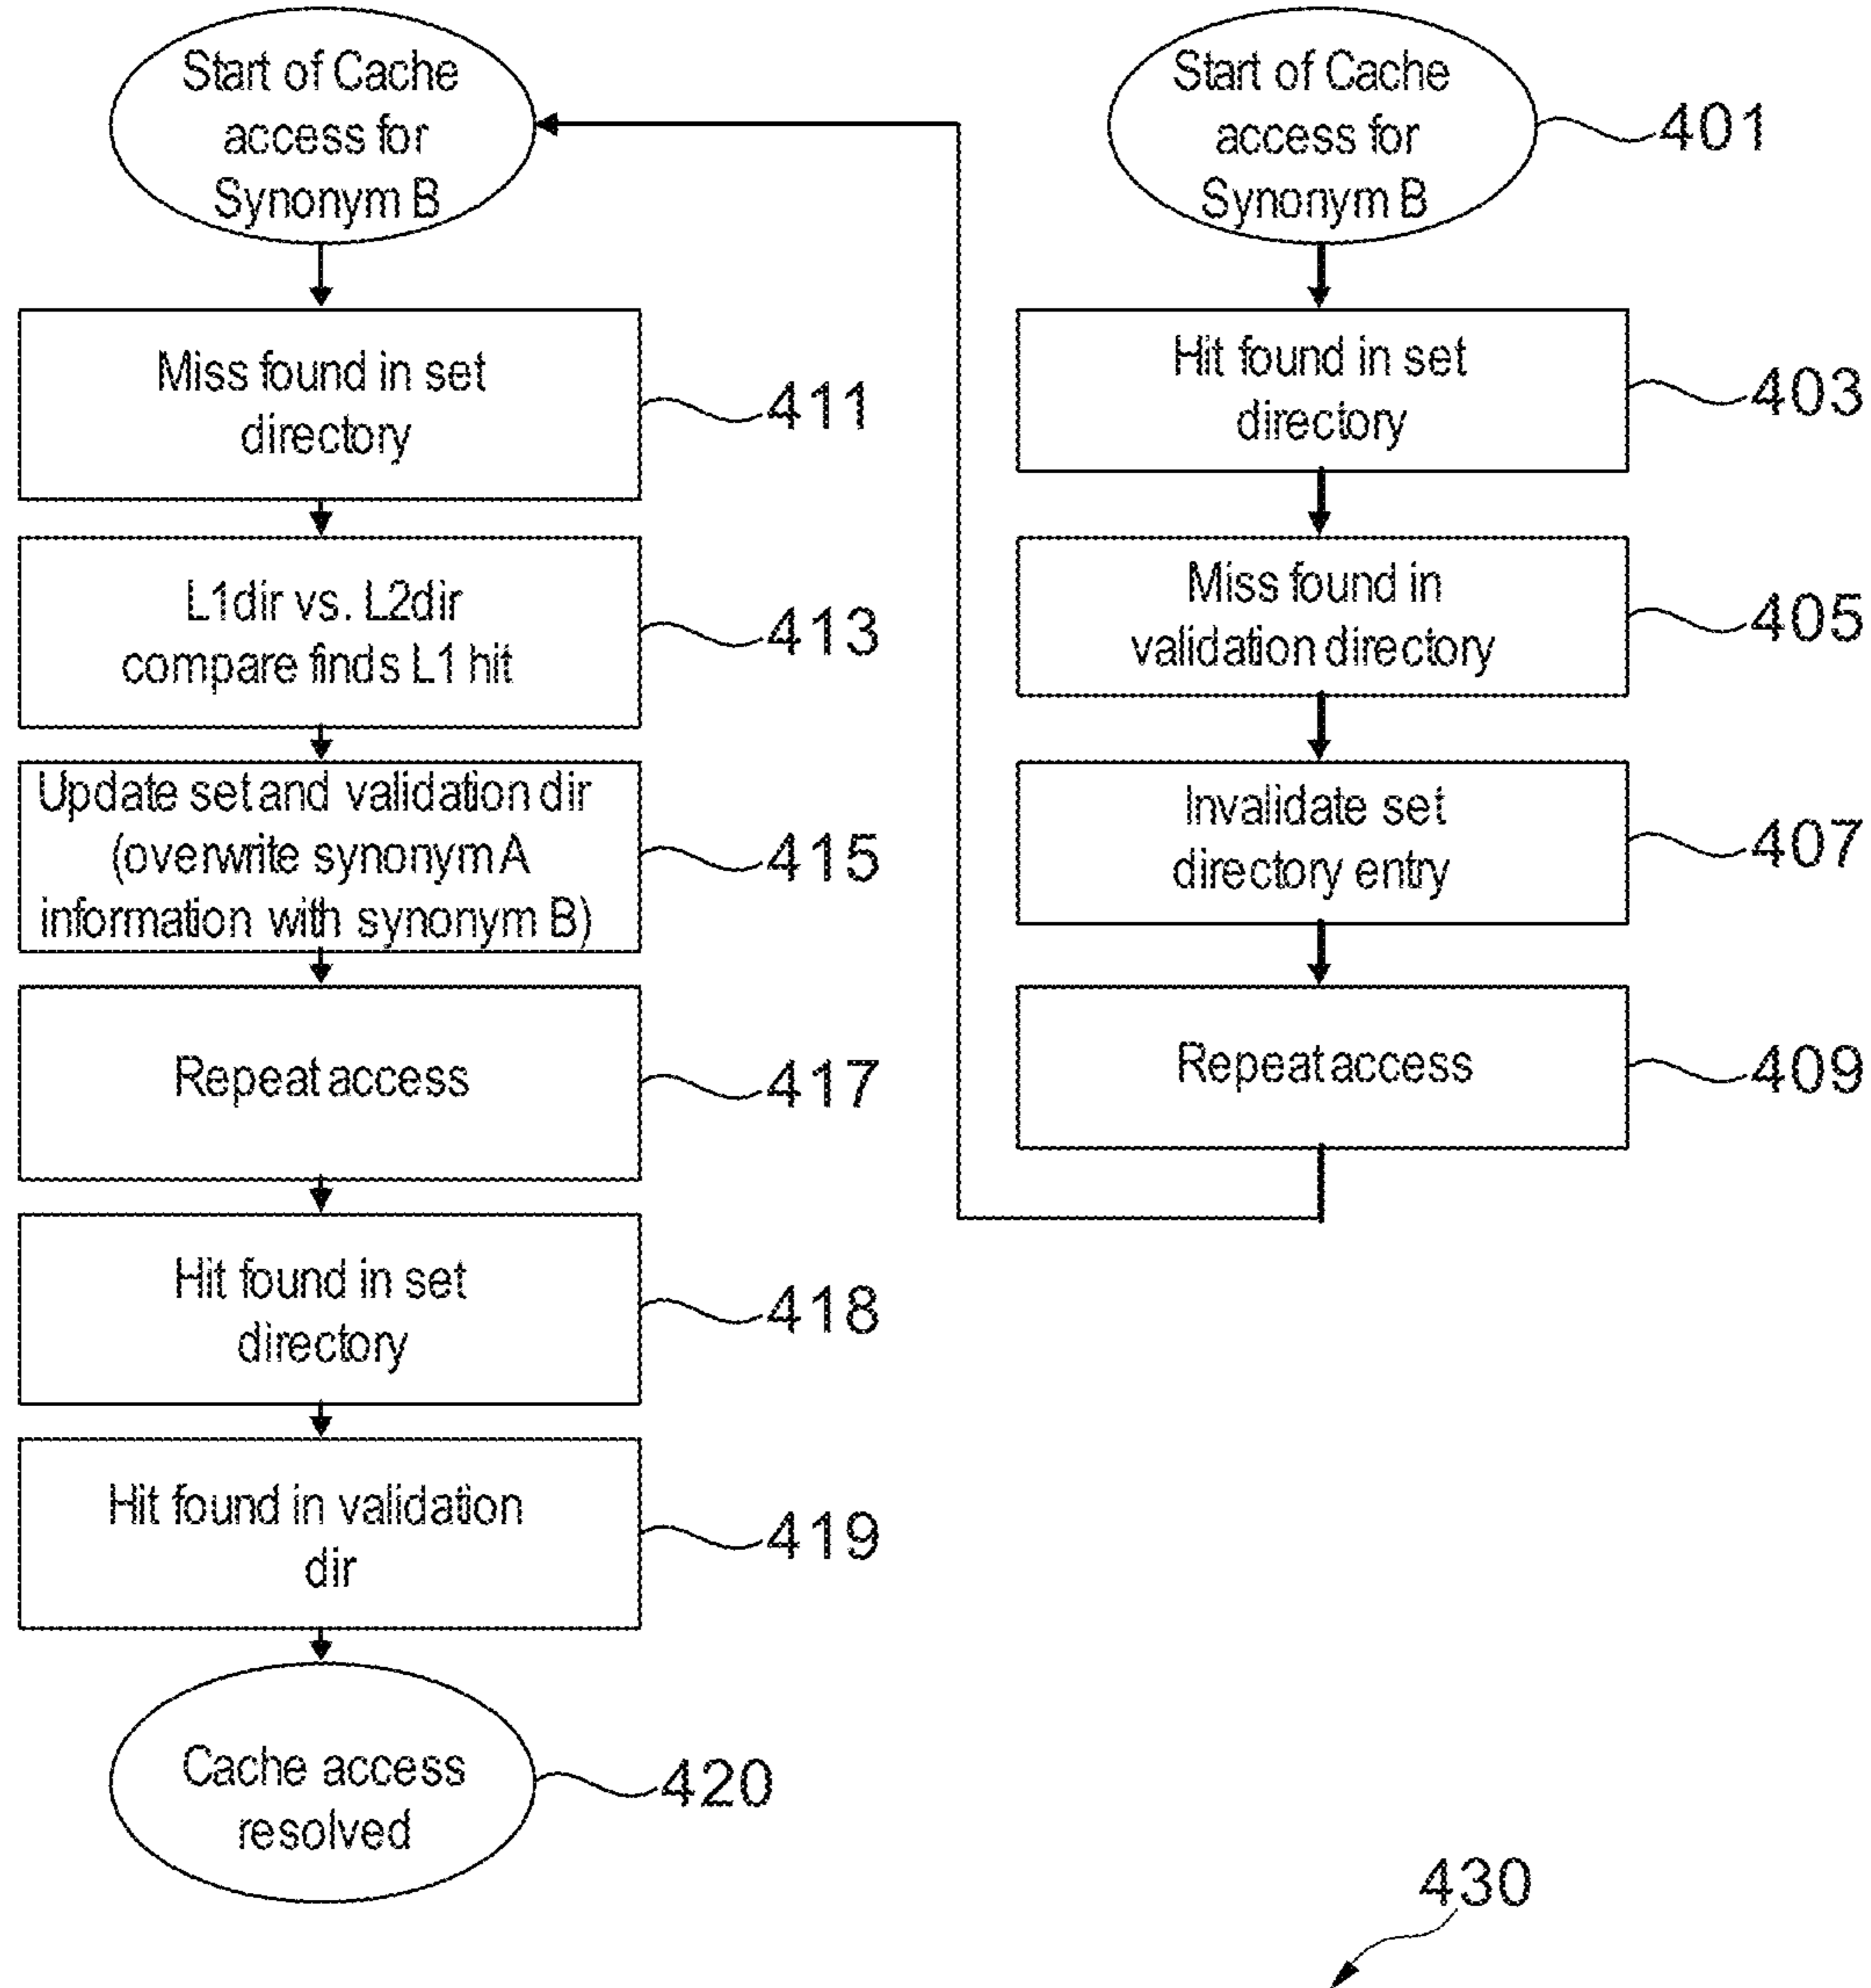 Start of Cache
access for
Synonym B
401
Hit found in set
directory
403
Miss found in
validation directory
405
Invalidate set
directory entry
407
Repeat access
409
Start of Cache
access for
Synonym B
Miss found in set
directory
411
L1dir vs. L2dir
compare finds L1 hit
413
Update set and validation dir
(overwrite synonym A
information with synonym B)
415
Repeat access
417
Hit found in set
directory
418
Hit found in validation
dir
419
Cache access
resolved
420
430